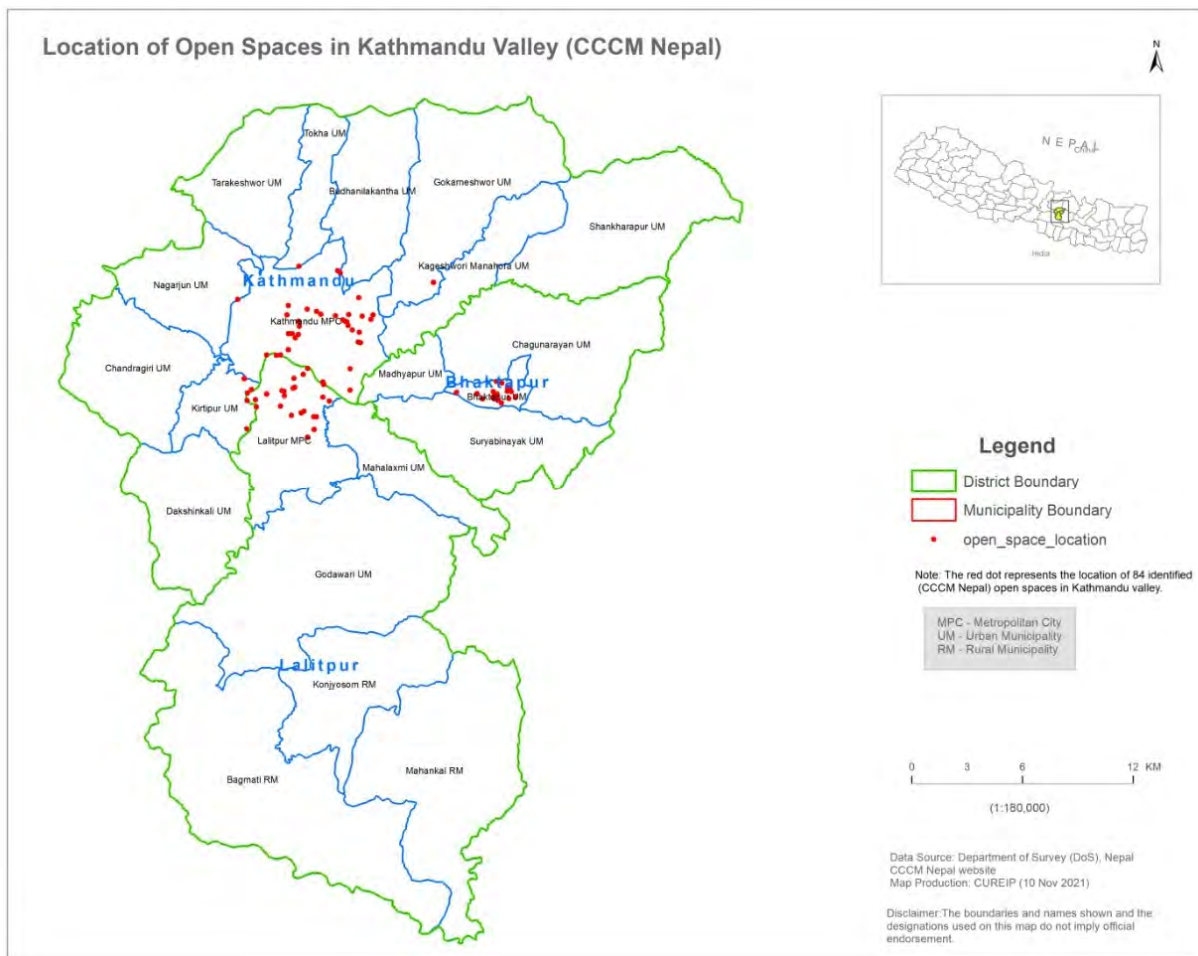 Location of Open Spaces in Kathmandu Valley (CCCM Nepal)
N
NEPAL
China
India
Tokha UM
Tarakeshwor UM
Budhanilakantha UM
Gokarneshwor UM
Shankharapur UM
Kageshwori Manahora UM
Kathmandu
Nagarjun UM
Kathmandu MPC
Chandragiri UM
Chagunarayan UM
Madhyapur UM
Bhaktapur
Bhaktapur UM
Kirtipur UM
Lalitpur MPC
Suryabinayak UM
Mahalaxmi UM
Dakshinkali UM
Godawari UM
Lalitpur
Konjyosom RM
Bagmati RM
Mahankal RM
Legend
District Boundary
Municipality Boundary
open_space_location
Note: The red dot represents the location of 84 identified
(CCCM Nepal) open spaces in Kathmandu valley.
MPC - Metropolitan City
UM - Urban Municipality
RM - Rural Municipality
0 3 6 12 KM
(1:180,000)
Data Source: Department of Survey (DoS), Nepal
CCCM Nepal website
Map Production: CUREIP (10 Nov 2021)
Disclaimer:The boundaries and names shown and the
designations used on this map do not imply official
endorsement.